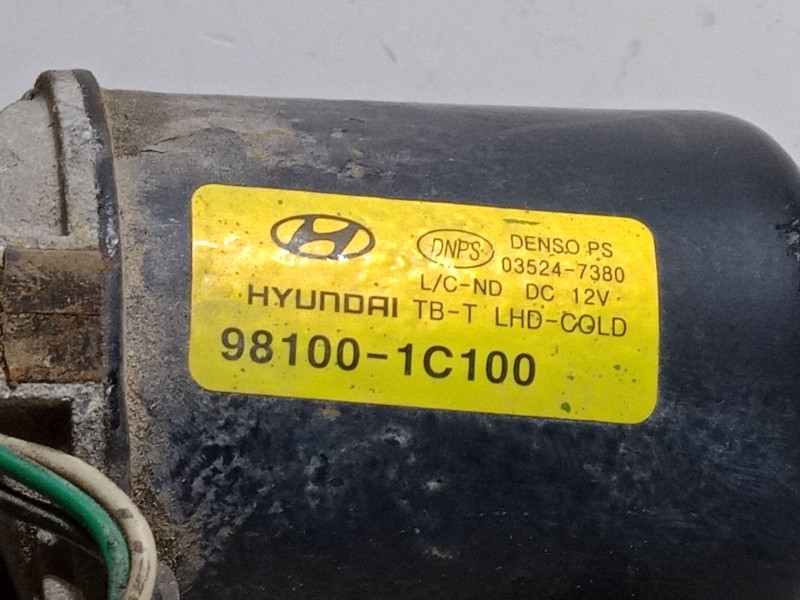 DNPS DENSO PS
03524-7380
L/C-ND DC 12V
HYUNDAI TB-T LHD-COLD
98100-1C100